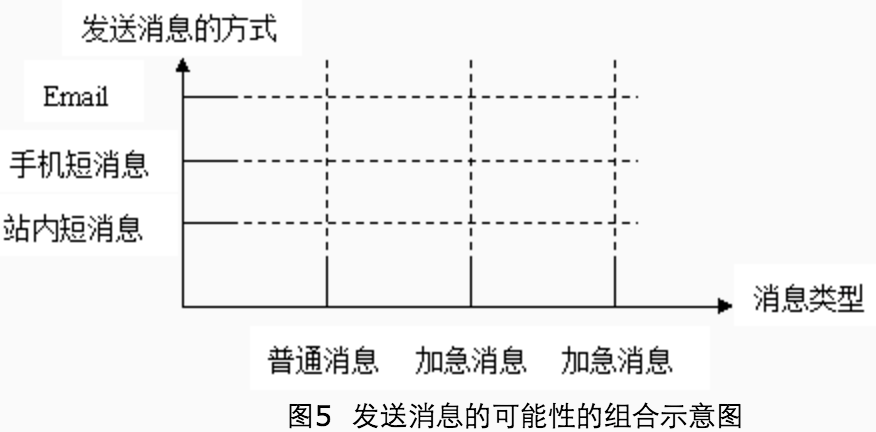 发送消息的方式
Email
手机短消息
站内短消息
消息类型
普通消息 加急消息 加急消息
图5 发送消息的可能性的组合示意图